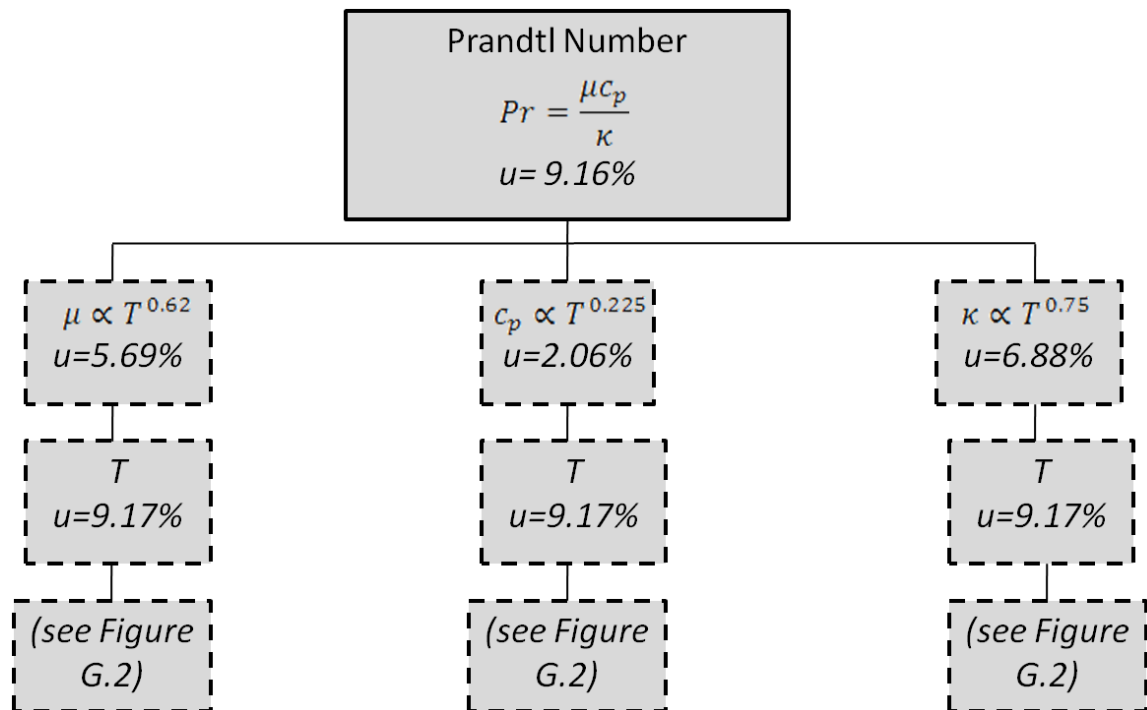 Prandtl Number
Pr = μc_p / κ
u= 9.16%
μ ∝ T^0.62
u=5.69%
c_p ∝ T^0.225
u=2.06%
κ ∝ T^0.75
u=6.88%
T
u=9.17%
T
u=9.17%
T
u=9.17%
(see Figure
G.2)
(see Figure
G.2)
(see Figure
G.2)